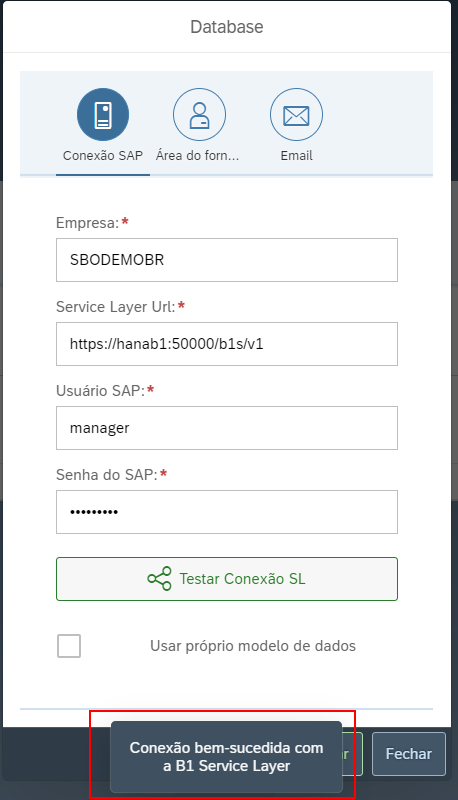 Database
Conexão SAP
Área do forn...
Email
Empresa:*
SBODEMOBR
Service Layer Url:*
https://hanab1:50000/b1s/v1
Usuário SAP:*
manager
Senha do SAP:*
•••••••••
Testar Conexão SL
Usar próprio modelo de dados
Conexão bem-sucedida com
a B1 Service Layer
Fechar